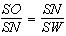 SO/SN = SN/SW